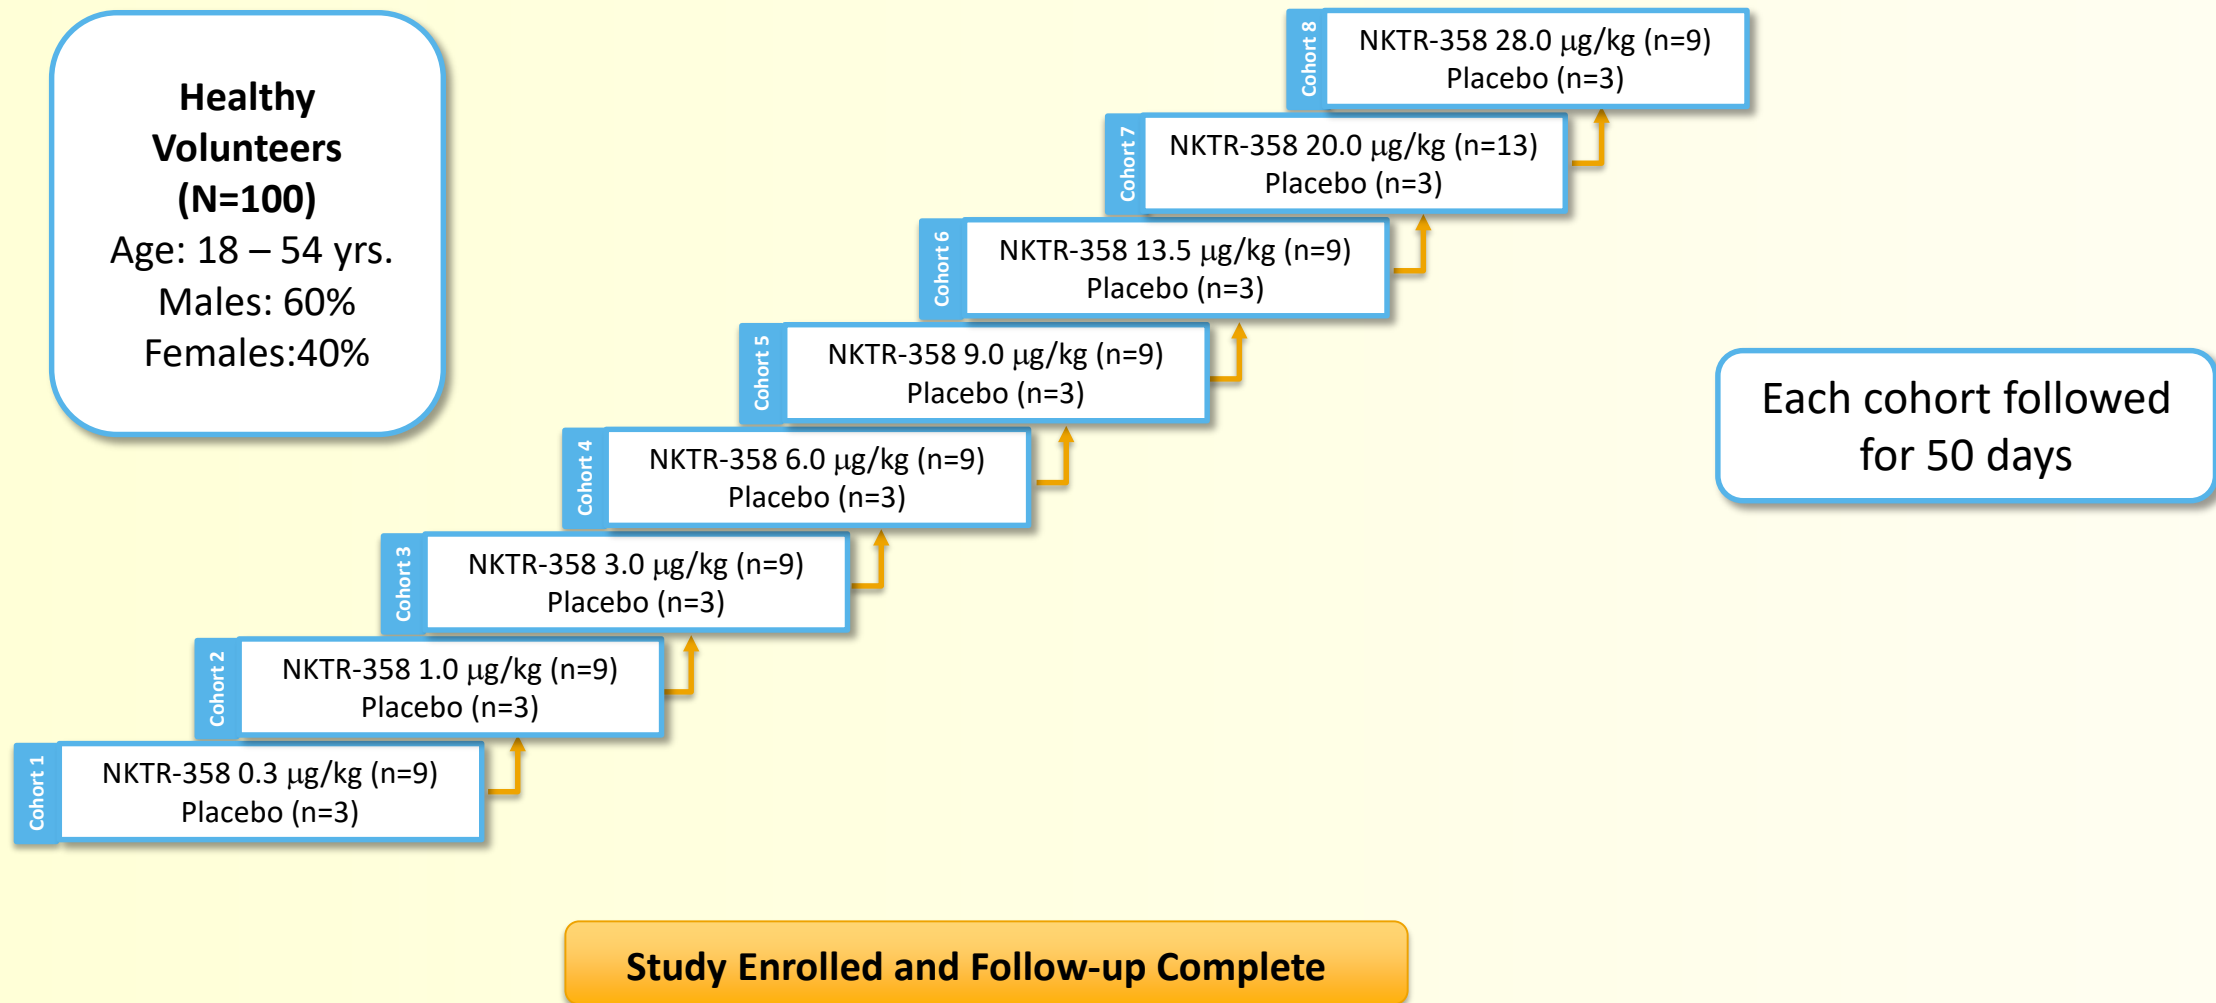 Healthy
Volunteers
(N=100)
Age: 18 – 54 yrs.
Males: 60%
Females:40%
Cohort 8
NKTR-358 28.0 μg/kg (n=9)
Placebo (n=3)
Cohort 7
NKTR-358 20.0 μg/kg (n=13)
Placebo (n=3)
Cohort 6
NKTR-358 13.5 μg/kg (n=9)
Placebo (n=3)
Cohort 5
NKTR-358 9.0 μg/kg (n=9)
Placebo (n=3)
Each cohort followed
for 50 days
Cohort 4
NKTR-358 6.0 μg/kg (n=9)
Placebo (n=3)
Cohort 3
NKTR-358 3.0 μg/kg (n=9)
Placebo (n=3)
Cohort 2
NKTR-358 1.0 μg/kg (n=9)
Placebo (n=3)
Cohort 1
NKTR-358 0.3 μg/kg (n=9)
Placebo (n=3)
Study Enrolled and Follow-up Complete